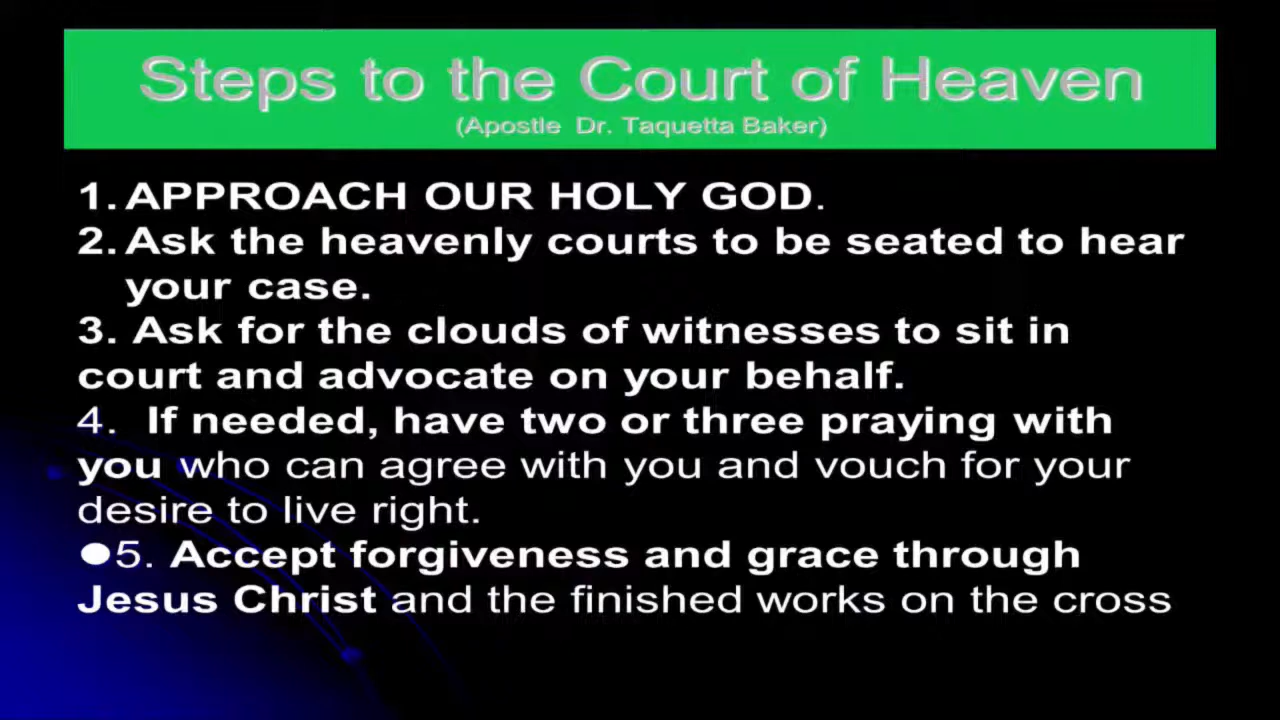 Steps to the Court of Heaven
(Apostle Dr. Taquetta Baker)
1. APPROACH OUR HOLY GOD.
2. Ask the heavenly courts to be seated to hear
your case.
3. Ask for the clouds of witnesses to sit in
court and advocate on your behalf.
4. If needed, have two or three praying with
you who can agree with you and vouch for your
desire to live right.
●5. Accept forgiveness and grace through
Jesus Christ and the finished works on the cross